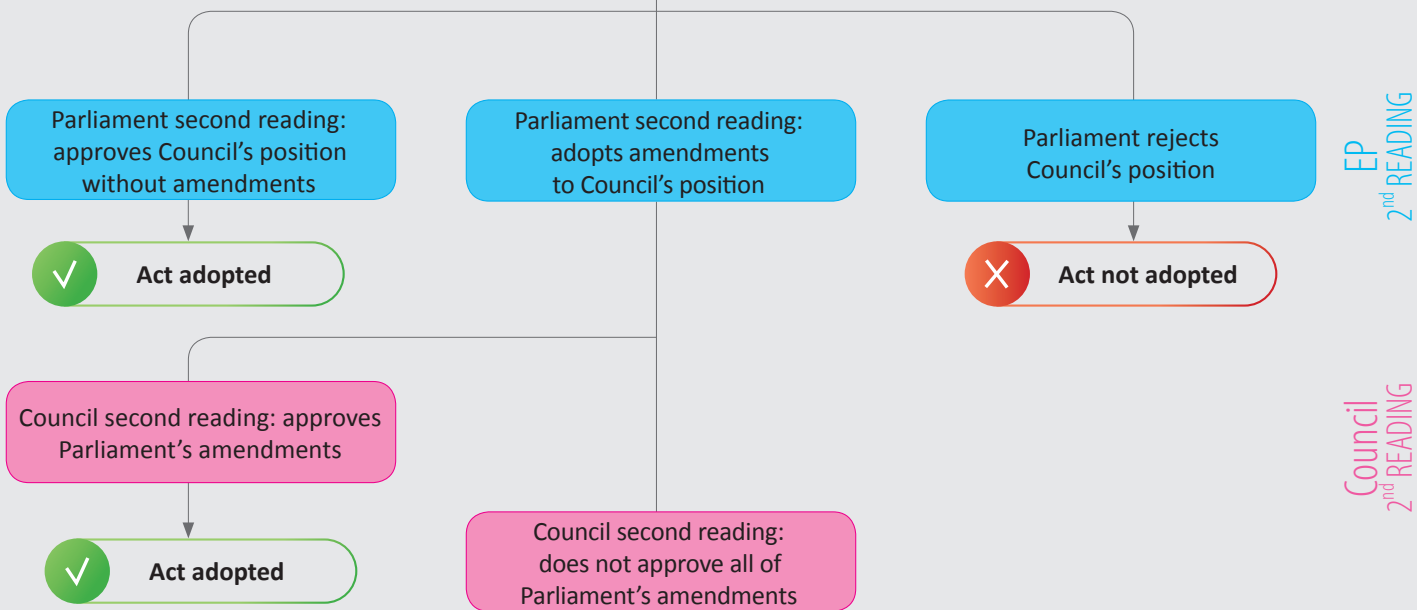 Parliament second reading:
approves Council’s position
without amendments
Parliament second reading:
adopts amendments
to Council’s position
Parliament rejects
Council’s position
EP
2nd READING
Act adopted
Act not adopted
Council second reading: approves
Parliament’s amendments
Council
2nd READING
Act adopted
Council second reading:
does not approve all of
Parliament’s amendments